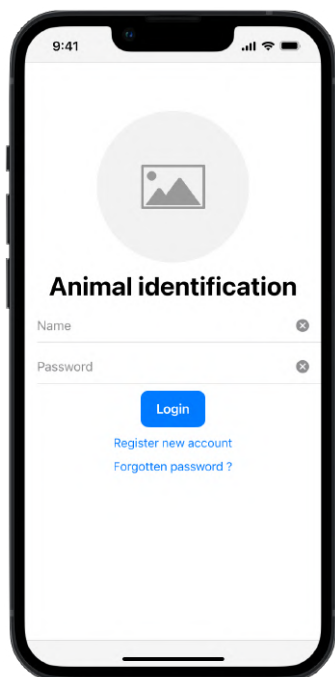 9:41
Animal identification
Name
Password
Login
Register new account
Forgotten password ?